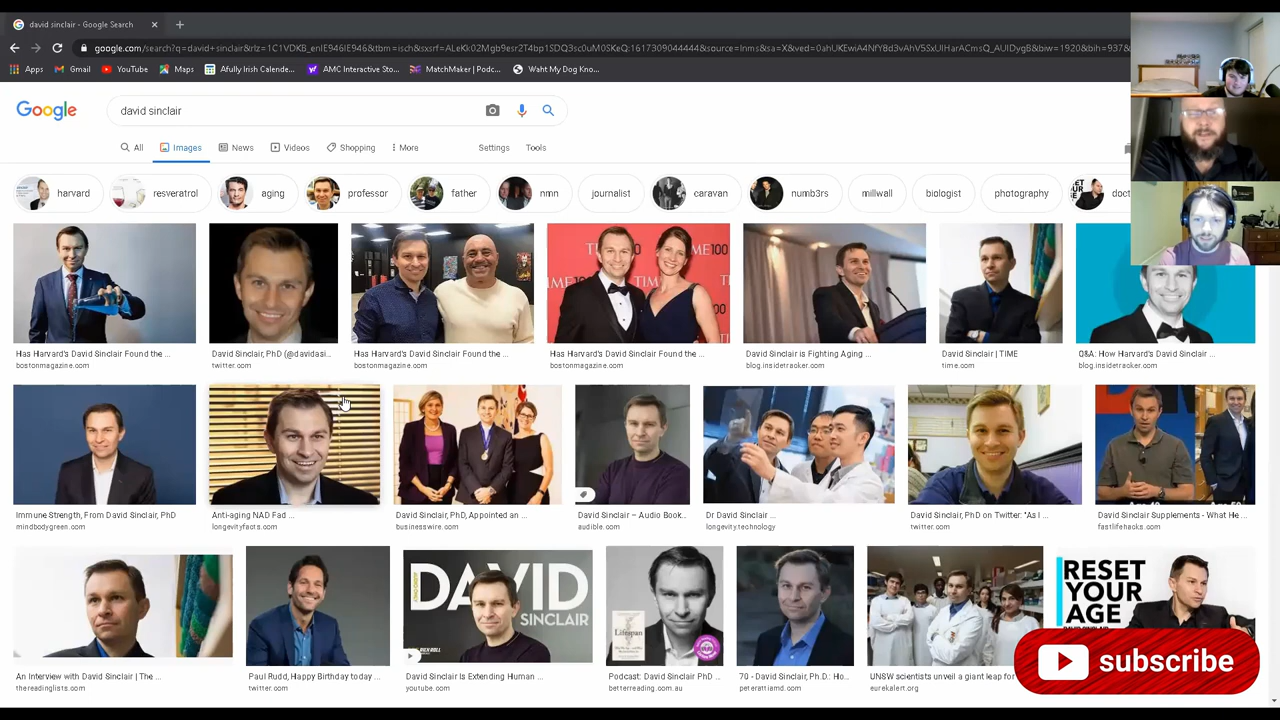 david sinclair - Google Search
google.com/search?q=david+sinclair&rlz=1C1VDKB_enIE946IE946&tbm=isch&sxsrf=ALeKk02Mgb9esr2T4bp1SDQ3sc0uM0SKeQ:1617309044444&source=lnms&sa=X&ved=0ahUKEwiA4NfY8d3vAhVSSxUIHarACmsQ_AUIDygB&biw=1920&bih=937&
Apps Gmail YouTube Maps Afully Irish Calende... AMC Interactive Sto... MatchMaker | Podc... Waht My Dog Kno...
Google david sinclair
All Images News Videos Shopping More Settings Tools
harvard resveratrol aging professor father nmn journalist caravan numb3rs millwall biologist photography doct
TIME 100
TIME
Has Harvard's David Sinclair Found the ...
bostonmagazine.com
David Sinclair, PhD (@davidasi...
twitter.com
Has Harvard's David Sinclair Found the ...
bostonmagazine.com
Has Harvard's David Sinclair Found the ...
bostonmagazine.com
David Sinclair is Fighting Aging ...
blog.insidetracker.com
David Sinclair | TIME
time.com
Q&A: How Harvard's David Sinclair ...
blog.insidetracker.com
Immune Strength, From David Sinclair, PhD
mindbodygreen.com
Anti-aging NAD Fad ...
longevityfacts.com
David Sinclair, PhD, Appointed an ...
businesswire.com
David Sinclair – Audio Book...
audible.com
Dr David Sinclair ...
longevity.technology
David Sinclair, PhD on Twitter: "As I ...
twitter.com
David Sinclair Supplements - What He ...
fastlifehacks.com
DAVID
SINCLAIR
RICH ROLL
Lifespan
RESET
YOUR
AGE
An Interview with David Sinclair | The ...
thereadinglists.com
Paul Rudd, Happy Birthday today ...
twitter.com
David Sinclair Is Extending Human ...
youtube.com
Podcast: David Sinclair PhD ...
betterreading.com.au
70 - David Sinclair, Ph.D.: Ho...
peterattiamd.com
UNSW scientists unveil a giant leap for
eurekalert.org
subscribe